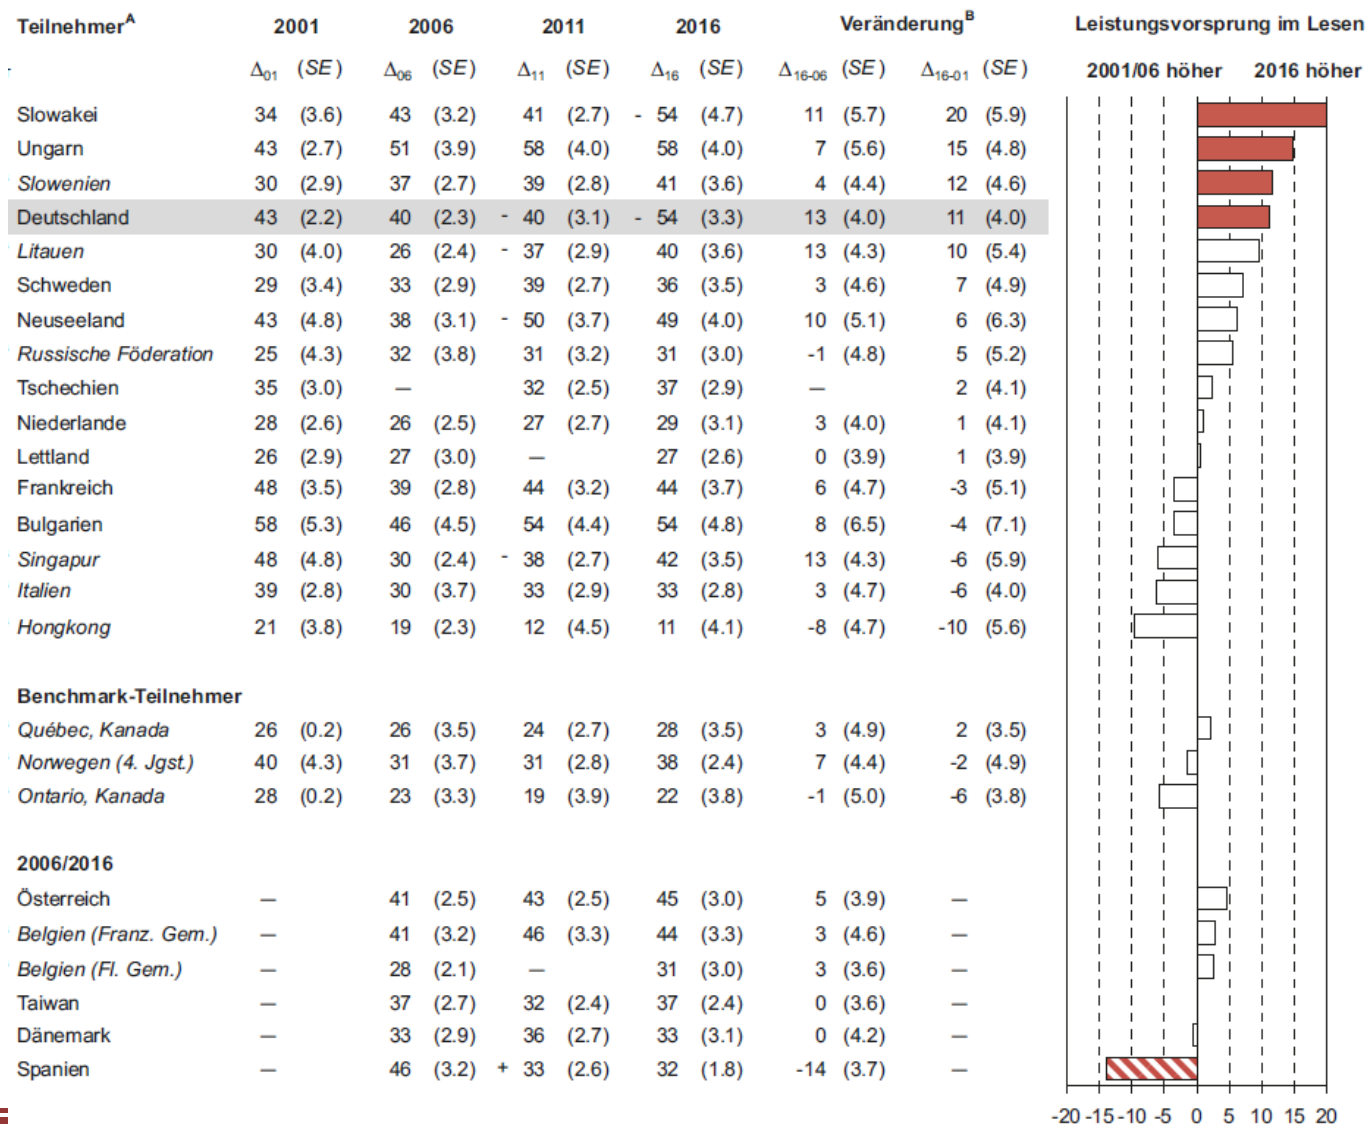 Teilnehmer^A 2001 2006 2011 2016 Veränderung^B Leistungsvorsprung im Lesen
Δ01 (SE) Δ06 (SE) Δ11 (SE) Δ16 (SE) Δ16-06 (SE) Δ16-01 (SE) 2001/06 höher 2016 höher
Slowakei 34 (3.6) 43 (3.2) 41 (2.7) - 54 (4.7) 11 (5.7) 20 (5.9)
Ungarn 43 (2.7) 51 (3.9) 58 (4.0) 58 (4.0) 7 (5.6) 15 (4.8)
Slowenien 30 (2.9) 37 (2.7) 39 (2.8) 41 (3.6) 4 (4.4) 12 (4.6)
Deutschland 43 (2.2) 40 (2.3) - 40 (3.1) - 54 (3.3) 13 (4.0) 11 (4.0)
Litauen 30 (4.0) 26 (2.4) - 37 (2.9) 40 (3.6) 13 (4.3) 10 (5.4)
Schweden 29 (3.4) 33 (2.9) 39 (2.7) 36 (3.5) 3 (4.6) 7 (4.9)
Neuseeland 43 (4.8) 38 (3.1) - 50 (3.7) 49 (4.0) 10 (5.1) 6 (6.3)
Russische Föderation 25 (4.3) 32 (3.8) 31 (3.2) 31 (3.0) -1 (4.8) 5 (5.2)
Tschechien 35 (3.0) — 32 (2.5) 37 (2.9) — 2 (4.1)
Niederlande 28 (2.6) 26 (2.5) 27 (2.7) 29 (3.1) 3 (4.0) 1 (4.1)
Lettland 26 (2.9) 27 (3.0) — 27 (2.6) 0 (3.9) 1 (3.9)
Frankreich 48 (3.5) 39 (2.8) 44 (3.2) 44 (3.7) 6 (4.7) -3 (5.1)
Bulgarien 58 (5.3) 46 (4.5) 54 (4.4) 54 (4.8) 8 (6.5) -4 (7.1)
Singapur 48 (4.8) 30 (2.4) - 38 (2.7) 42 (3.5) 13 (4.3) -6 (5.9)
Italien 39 (2.8) 30 (3.7) 33 (2.9) 33 (2.8) 3 (4.7) -6 (4.0)
Hongkong 21 (3.8) 19 (2.3) 12 (4.5) 11 (4.1) -8 (4.7) -10 (5.6)
Benchmark-Teilnehmer
Québec, Kanada 26 (0.2) 26 (3.5) 24 (2.7) 28 (3.5) 3 (4.9) 2 (3.5)
Norwegen (4. Jgst.) 40 (4.3) 31 (3.7) 31 (2.8) 38 (2.4) 7 (4.4) -2 (4.9)
Ontario, Kanada 28 (0.2) 23 (3.3) 19 (3.9) 22 (3.8) -1 (5.0) -6 (3.8)
2006/2016
Österreich — 41 (2.5) 43 (2.5) 45 (3.0) 5 (3.9) —
Belgien (Franz. Gem.) — 41 (3.2) 46 (3.3) 44 (3.3) 3 (4.6) —
Belgien (Fl. Gem.) — 28 (2.1) — 31 (3.0) 3 (3.6) —
Taiwan — 37 (2.7) 32 (2.4) 37 (2.4) 0 (3.6) —
Dänemark — 33 (2.9) 36 (2.7) 33 (3.1) 0 (4.2) —
Spanien — 46 (3.2) + 33 (2.6) 32 (1.8) -14 (3.7) —
-20 -15 -10 -5 0 5 10 15 20